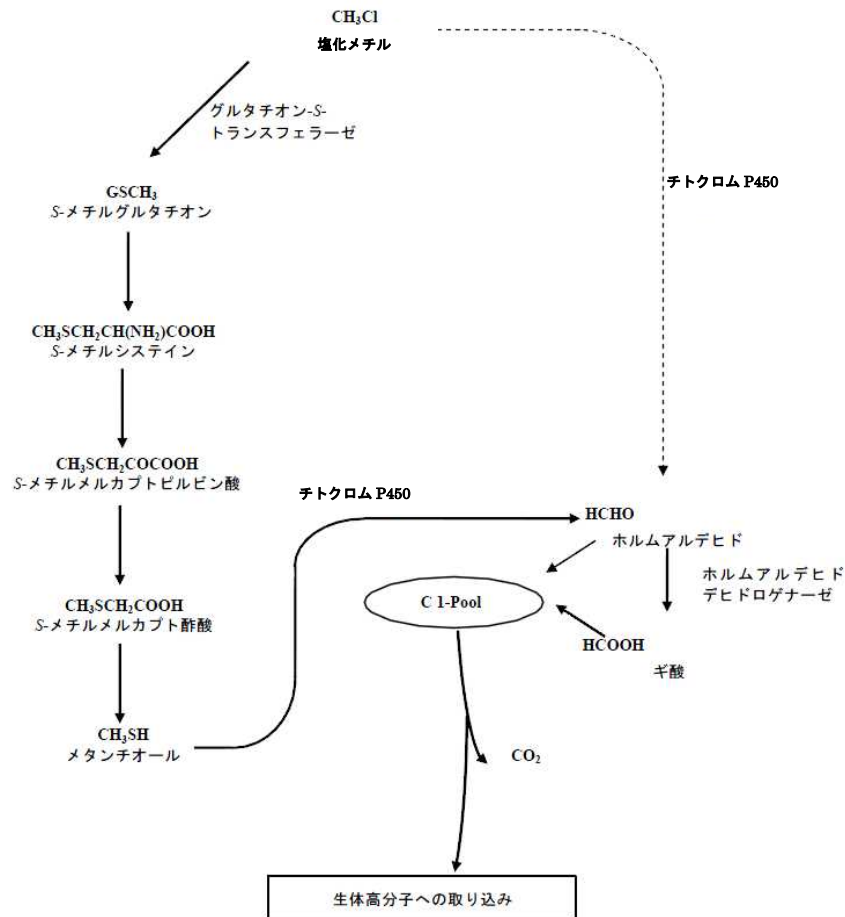 CH₃Cl
塩化メチル
グルタチオン-S-
トランスフェラーゼ
チトクロム P450
GSCH₃
S-メチルグルタチオン
CH₃SCH₂CH(NH₂)COOH
S-メチルシステイン
CH₃SCH₂COCOOH
S-メチルメルカプトピルビン酸
チトクロム P450
HCHO
ホルムアルデヒド
ホルムアルデヒド
デヒドロゲナーゼ
C 1-Pool
CH₃SCH₂COOH
S-メチルメルカプト酢酸
HCOOH
ギ酸
CH₃SH
メタンチオール
CO₂
生体高分子への取り込み